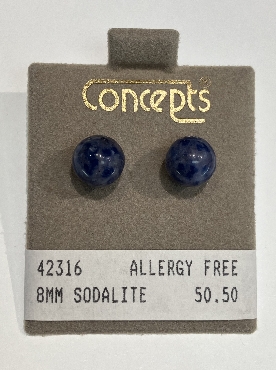 Concepts
42316 ALLERGY FREE
8MM SODALITE 50.50